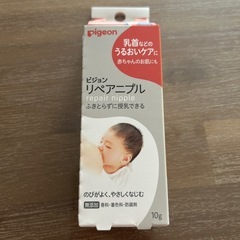 pigeon
乳首などの
うるおいケアに
赤ちゃんのお肌にも
ピジョン
リペアニプル
repair nipple
ふきとらずに授乳できる
のびがよく、やさしくなじむ
無添加 香料・着色料・防腐剤
10g